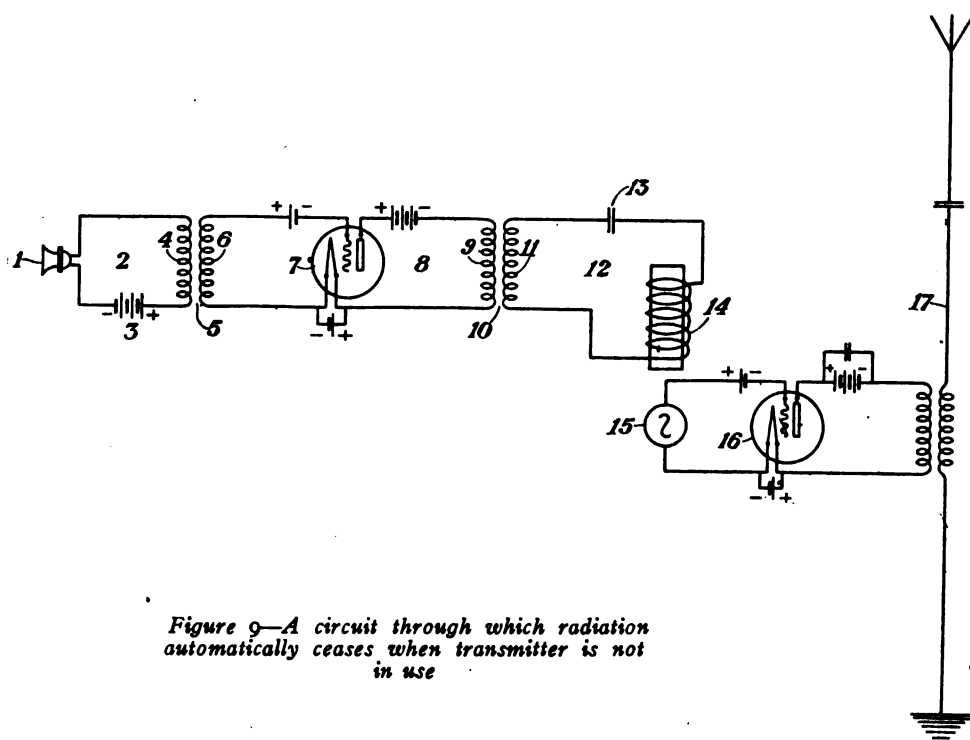 13
+ - + -
1 2 4 6 7 8 9 11 12
- + - +
3 5 10 14
17
+ - + -
15 16
- +
Figure 9—A circuit through which radiation
automatically ceases when transmitter is not
in use